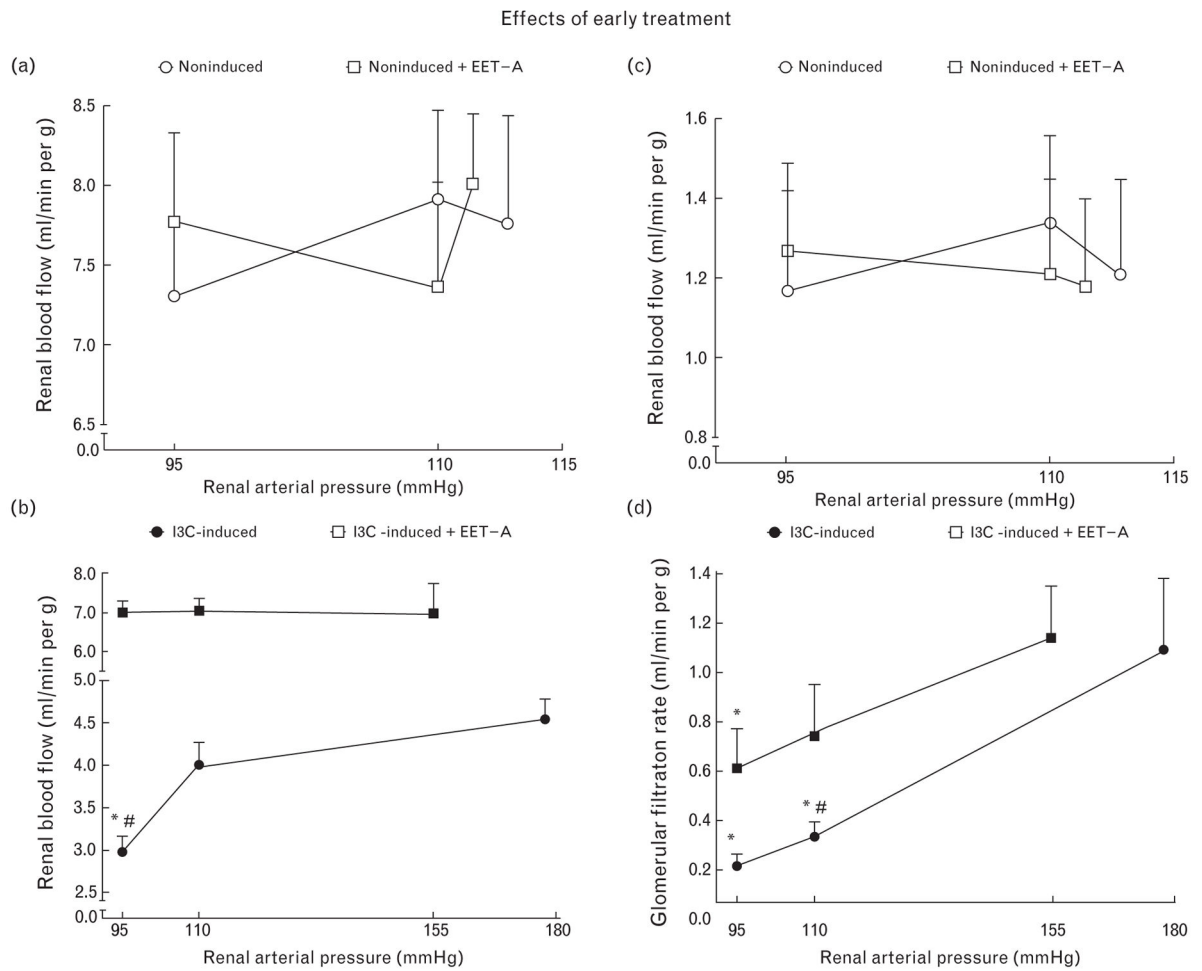 Effects of early treatment
(a)
Noninduced
Noninduced + EET–A
Renal blood flow (ml/min per g)
8.5
8.0
7.5
7.0
6.5
0.0
95
110
115
Renal arterial pressure (mmHg)
(c)
Noninduced
Noninduced + EET–A
Renal blood flow (ml/min per g)
1.6
1.4
1.2
1.0
0.8
0.0
95
110
115
Renal arterial pressure (mmHg)
(b)
I3C-induced
I3C -induced + EET–A
Renal blood flow (ml/min per g)
8.0
7.0
6.0
5.0
4.5
4.0
3.5
3.0
2.5
0.0
* #
95
110
155
180
Renal arterial pressure (mmHg)
(d)
I3C-induced
I3C -induced + EET–A
Glomerular filtraton rate (ml/min per g)
1.4
1.2
1.0
0.8
0.6
0.4
0.2
0.0
*
* #
*
95
110
155
180
Renal arterial pressure (mmHg)